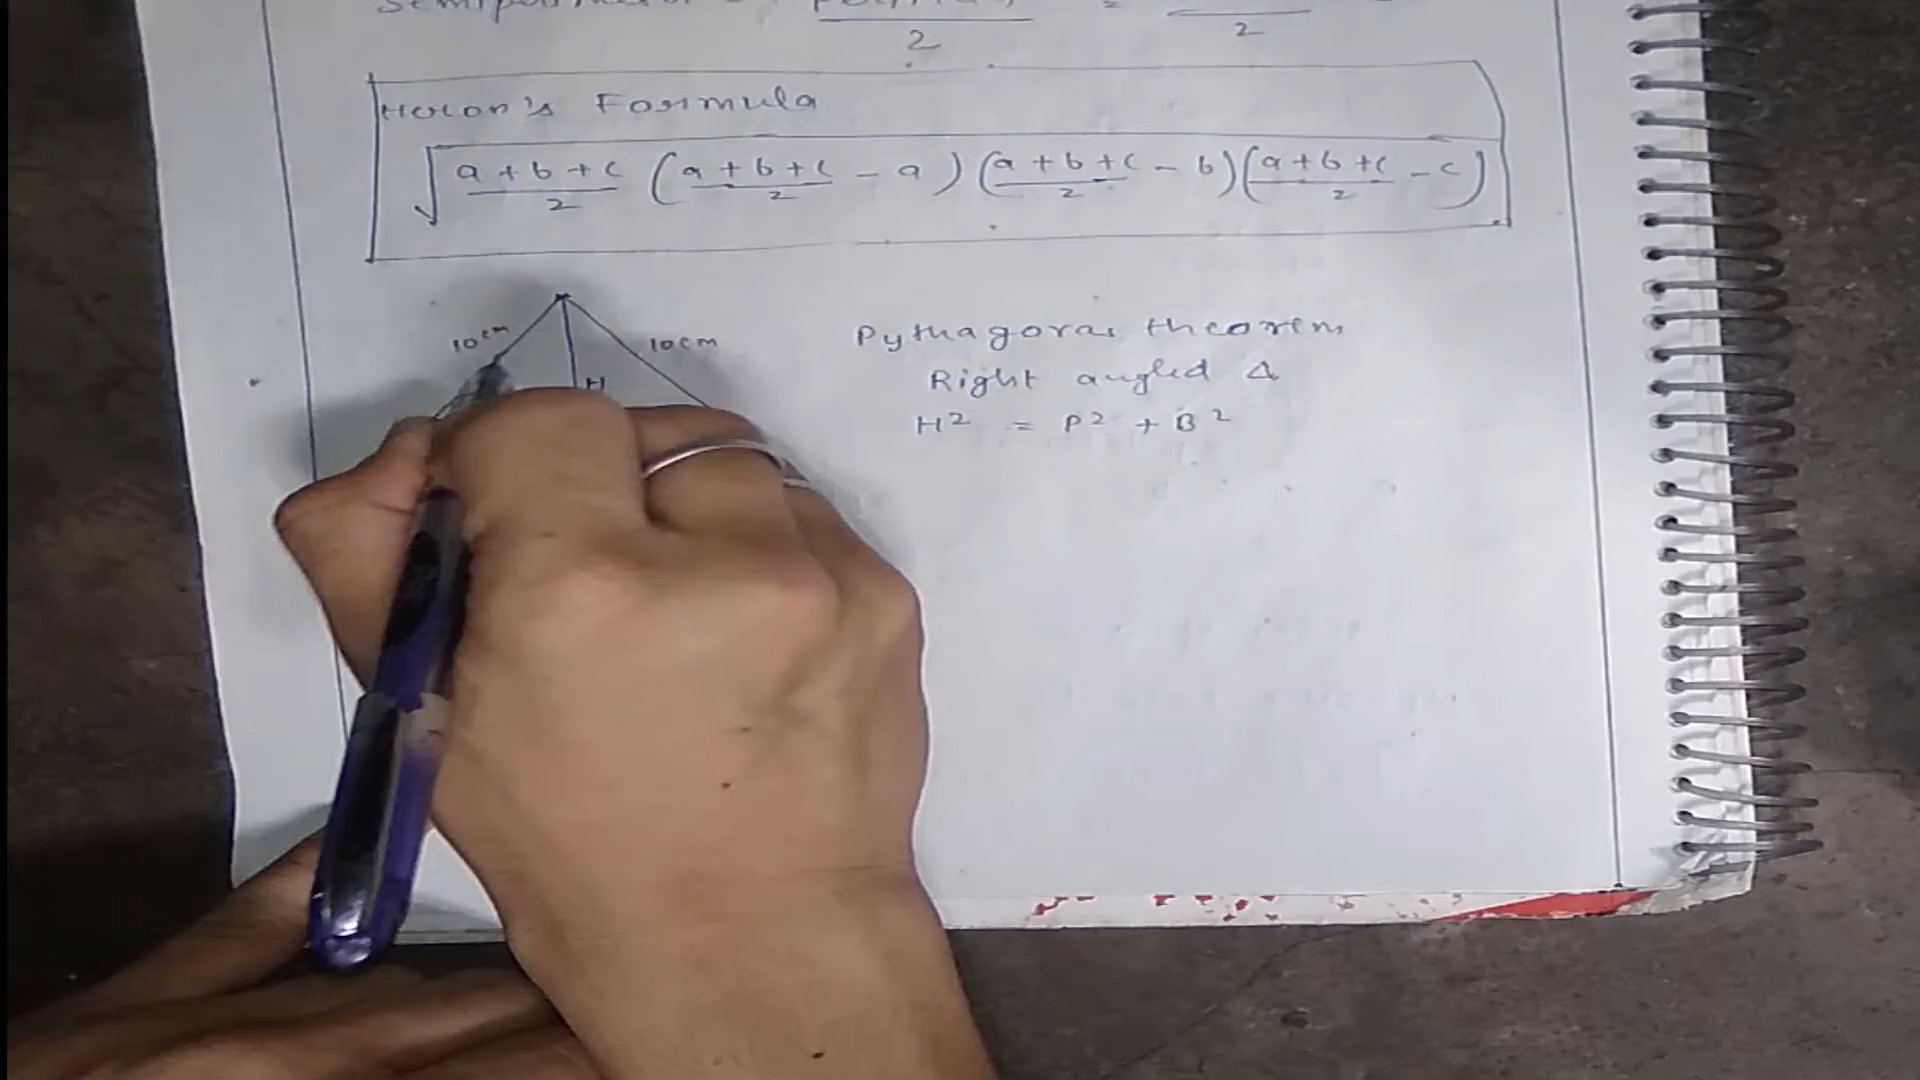 2 2
Heron's Formula
√ a + b + c / 2 ( a + b + c / 2 - a ) ( a + b + c / 2 - b ) ( a + b + c / 2 - c )
10cm 10cm
H
Pythagoras theorem
Right angled Δ
H² = P² + B²